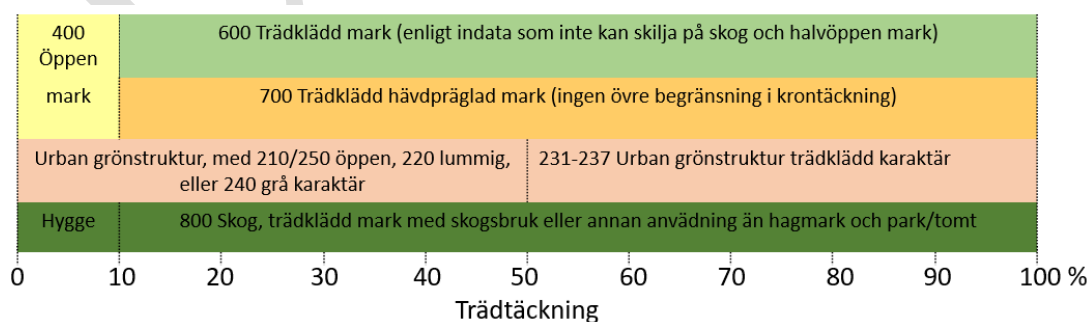 400
Öppen
mark
600 Trädklädd mark (enligt indata som inte kan skilja på skog och halvöppen mark)
700 Trädklädd hävdpräglad mark (ingen övre begränsning i krontäckning)
Urban grönstruktur, med 210/250 öppen, 220 lummig,
eller 240 grå karaktär
231-237 Urban grönstruktur trädklädd karaktär
Hygge
800 Skog, trädklädd mark med skogsbruk eller annan anvädning än hagmark och park/tomt
0 10 20 30 40 50 60 70 80 90 100 %
Trädtäckning